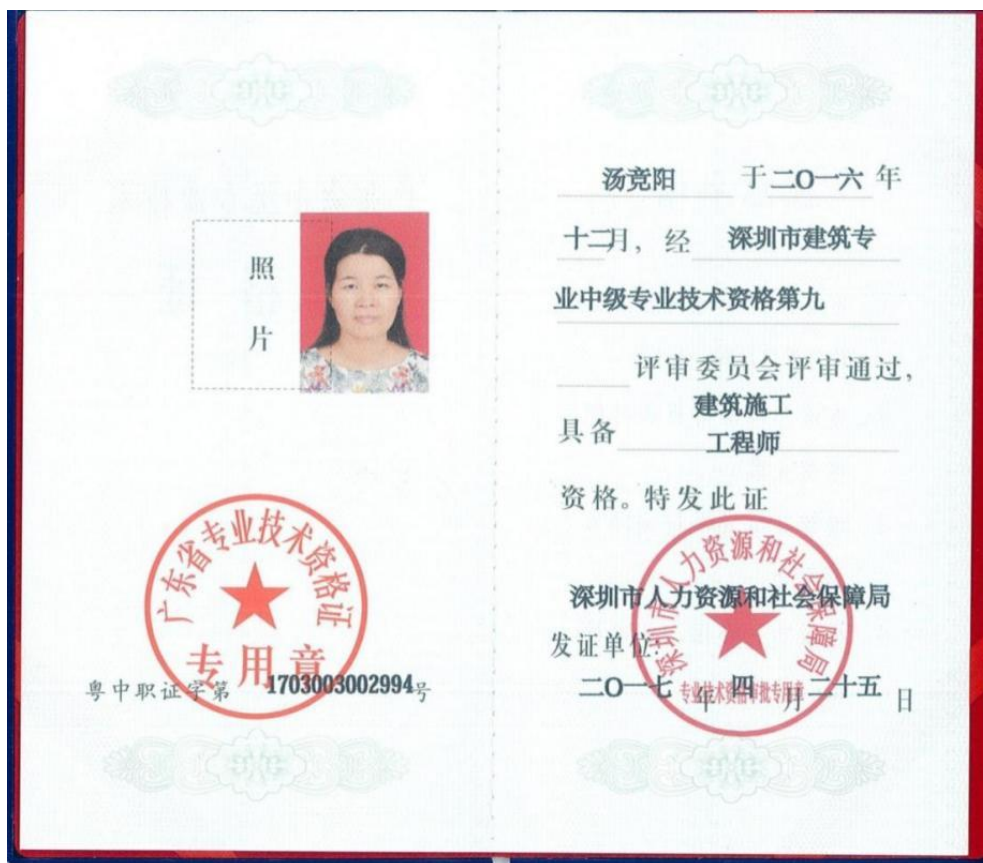 照
片
广东省专业技术资格证
专用章
粤中职证字第 1703003002994号
汤竞阳 于二O一六 年
十二月，经 深圳市建筑专
业中级专业技术资格第九
评审委员会评审通过，
具备 建筑施工
工程师
资格。特发此证
深圳市人力资源和社会保障局
深圳市人力资源和社会保障局
发证单位：
专业技术资格审批专用章
二O一七 年 四 月 二十五 日